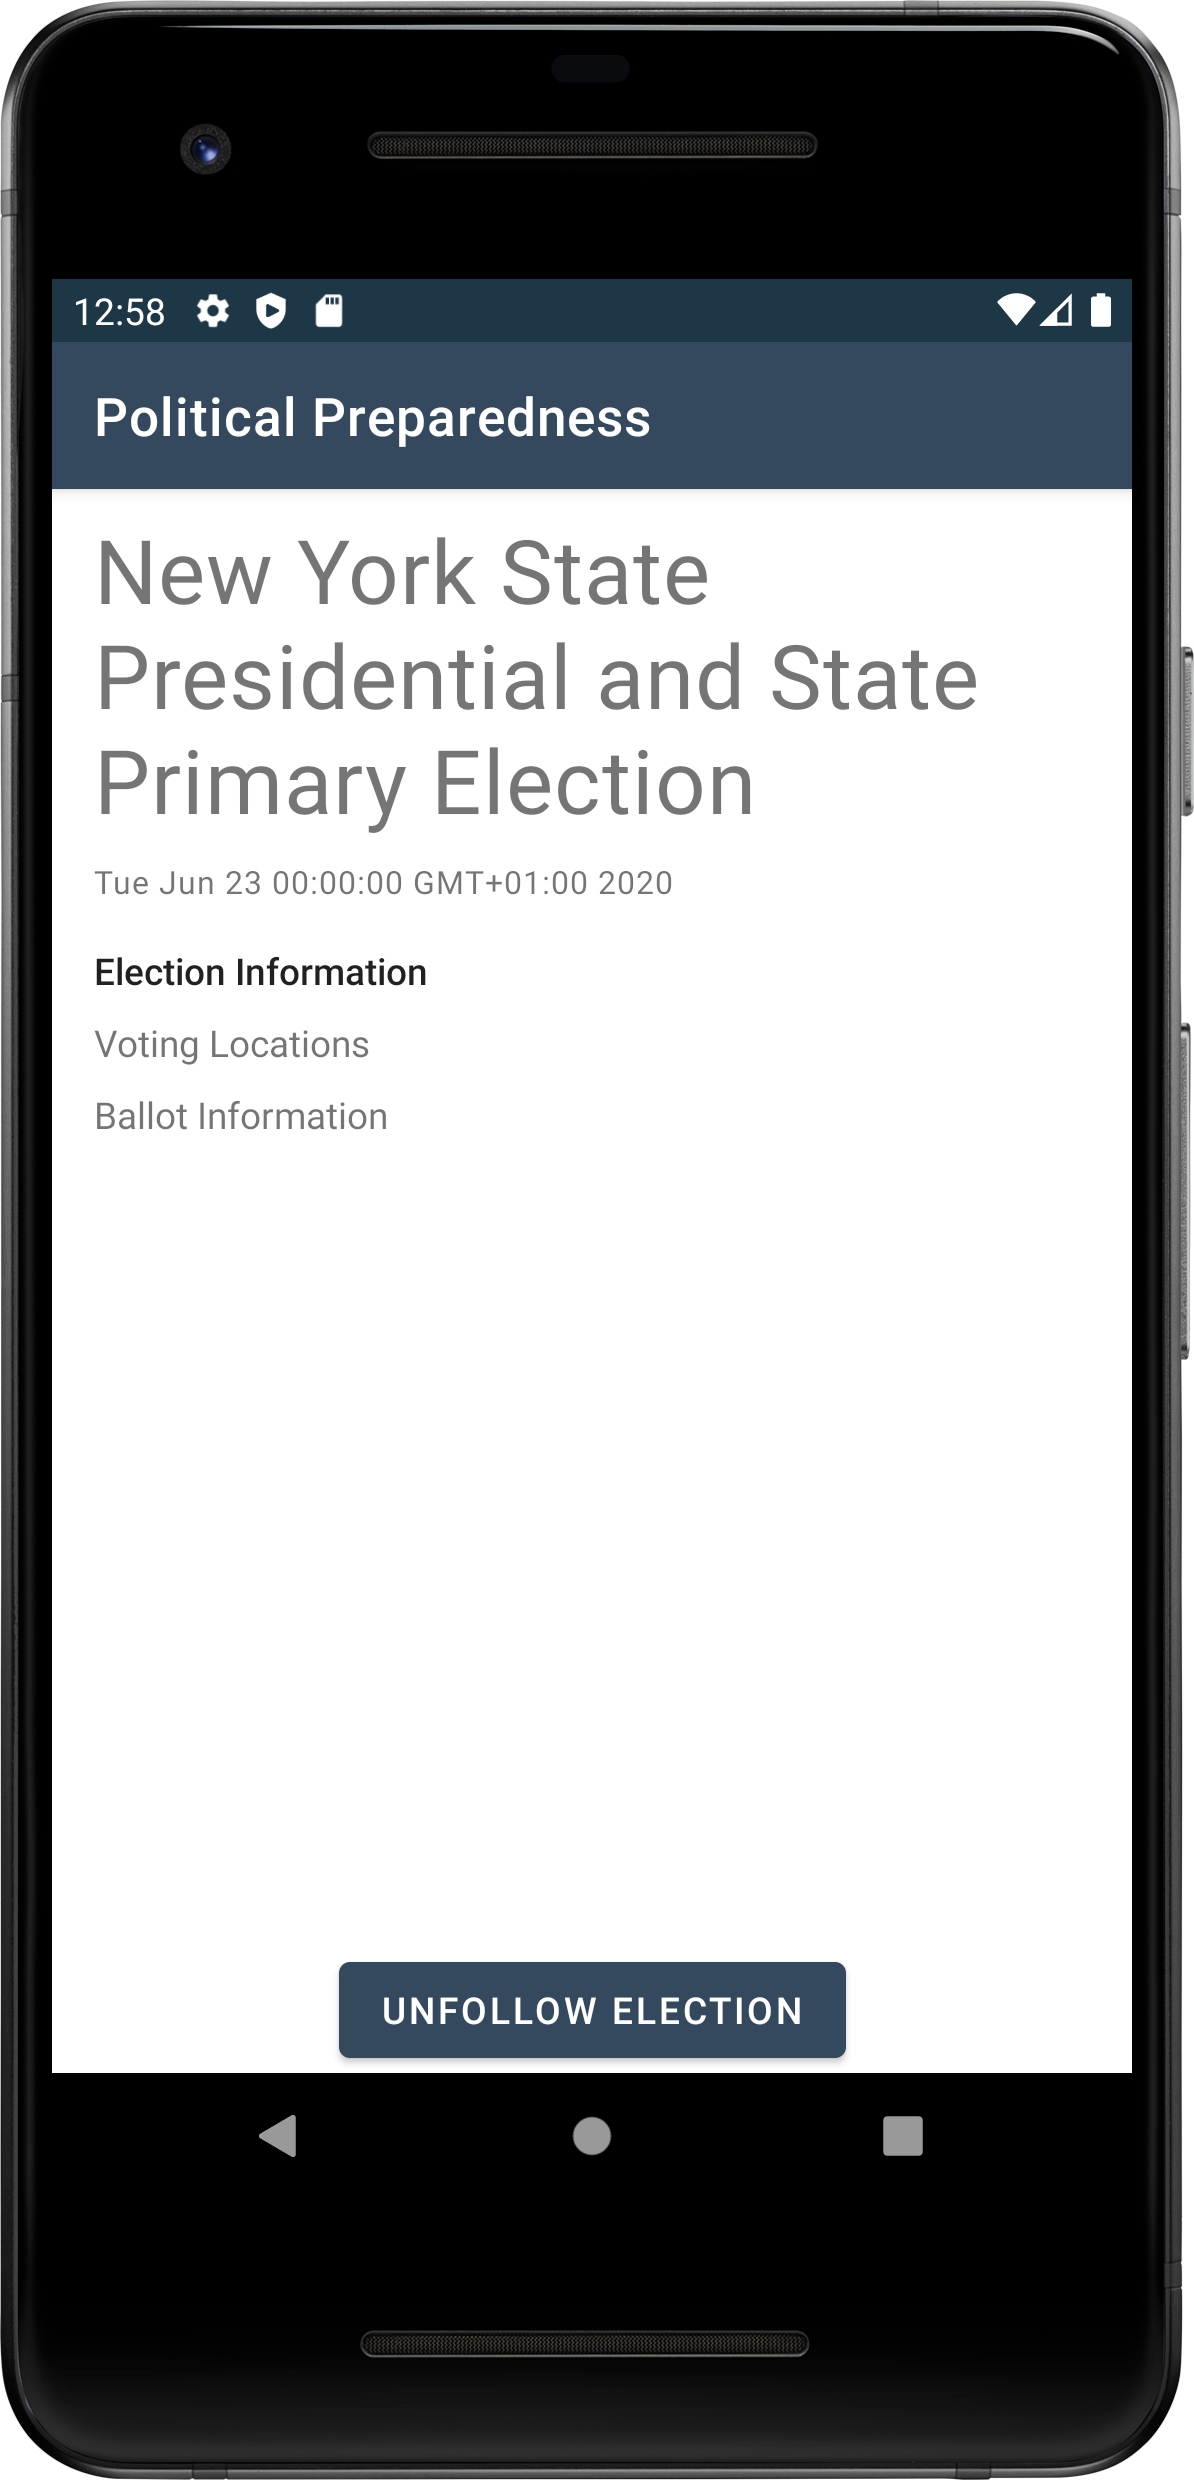 12:58
Political Preparedness
New York State
Presidential and State
Primary Election
Tue Jun 23 00:00:00 GMT+01:00 2020
Election Information
Voting Locations
Ballot Information
UNFOLLOW ELECTION